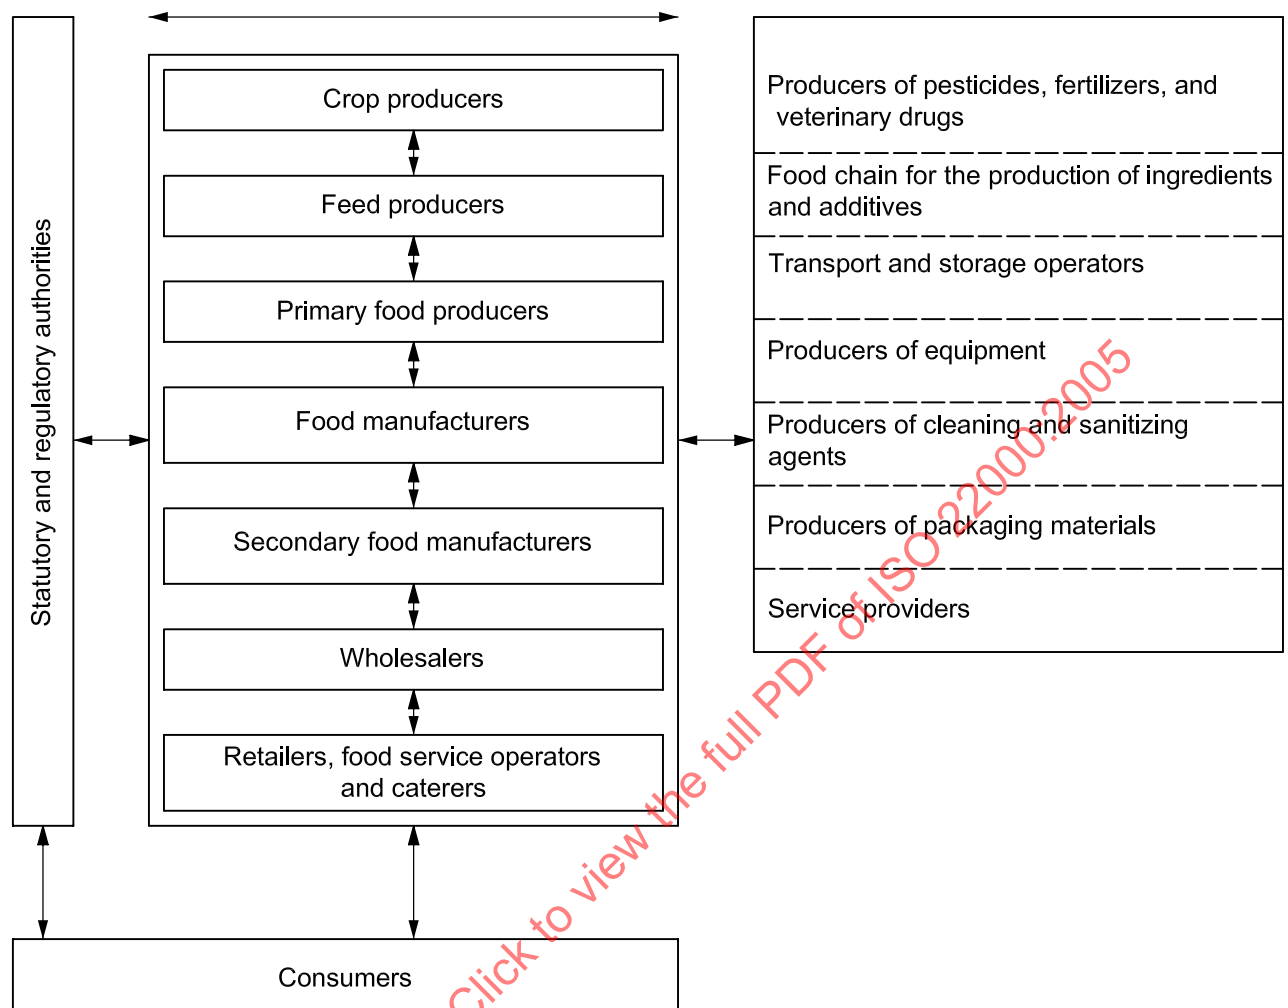 Statutory and regulatory authorities
Crop producers
Feed producers
Primary food producers
Food manufacturers
Secondary food manufacturers
Wholesalers
Retailers, food service operators
and caterers
Consumers
Producers of pesticides, fertilizers, and
veterinary drugs
Food chain for the production of ingredients
and additives
Transport and storage operators
Producers of equipment
Producers of cleaning and sanitizing
agents
Producers of packaging materials
Service providers
Click to view the full PDF of ISO 22000:2005